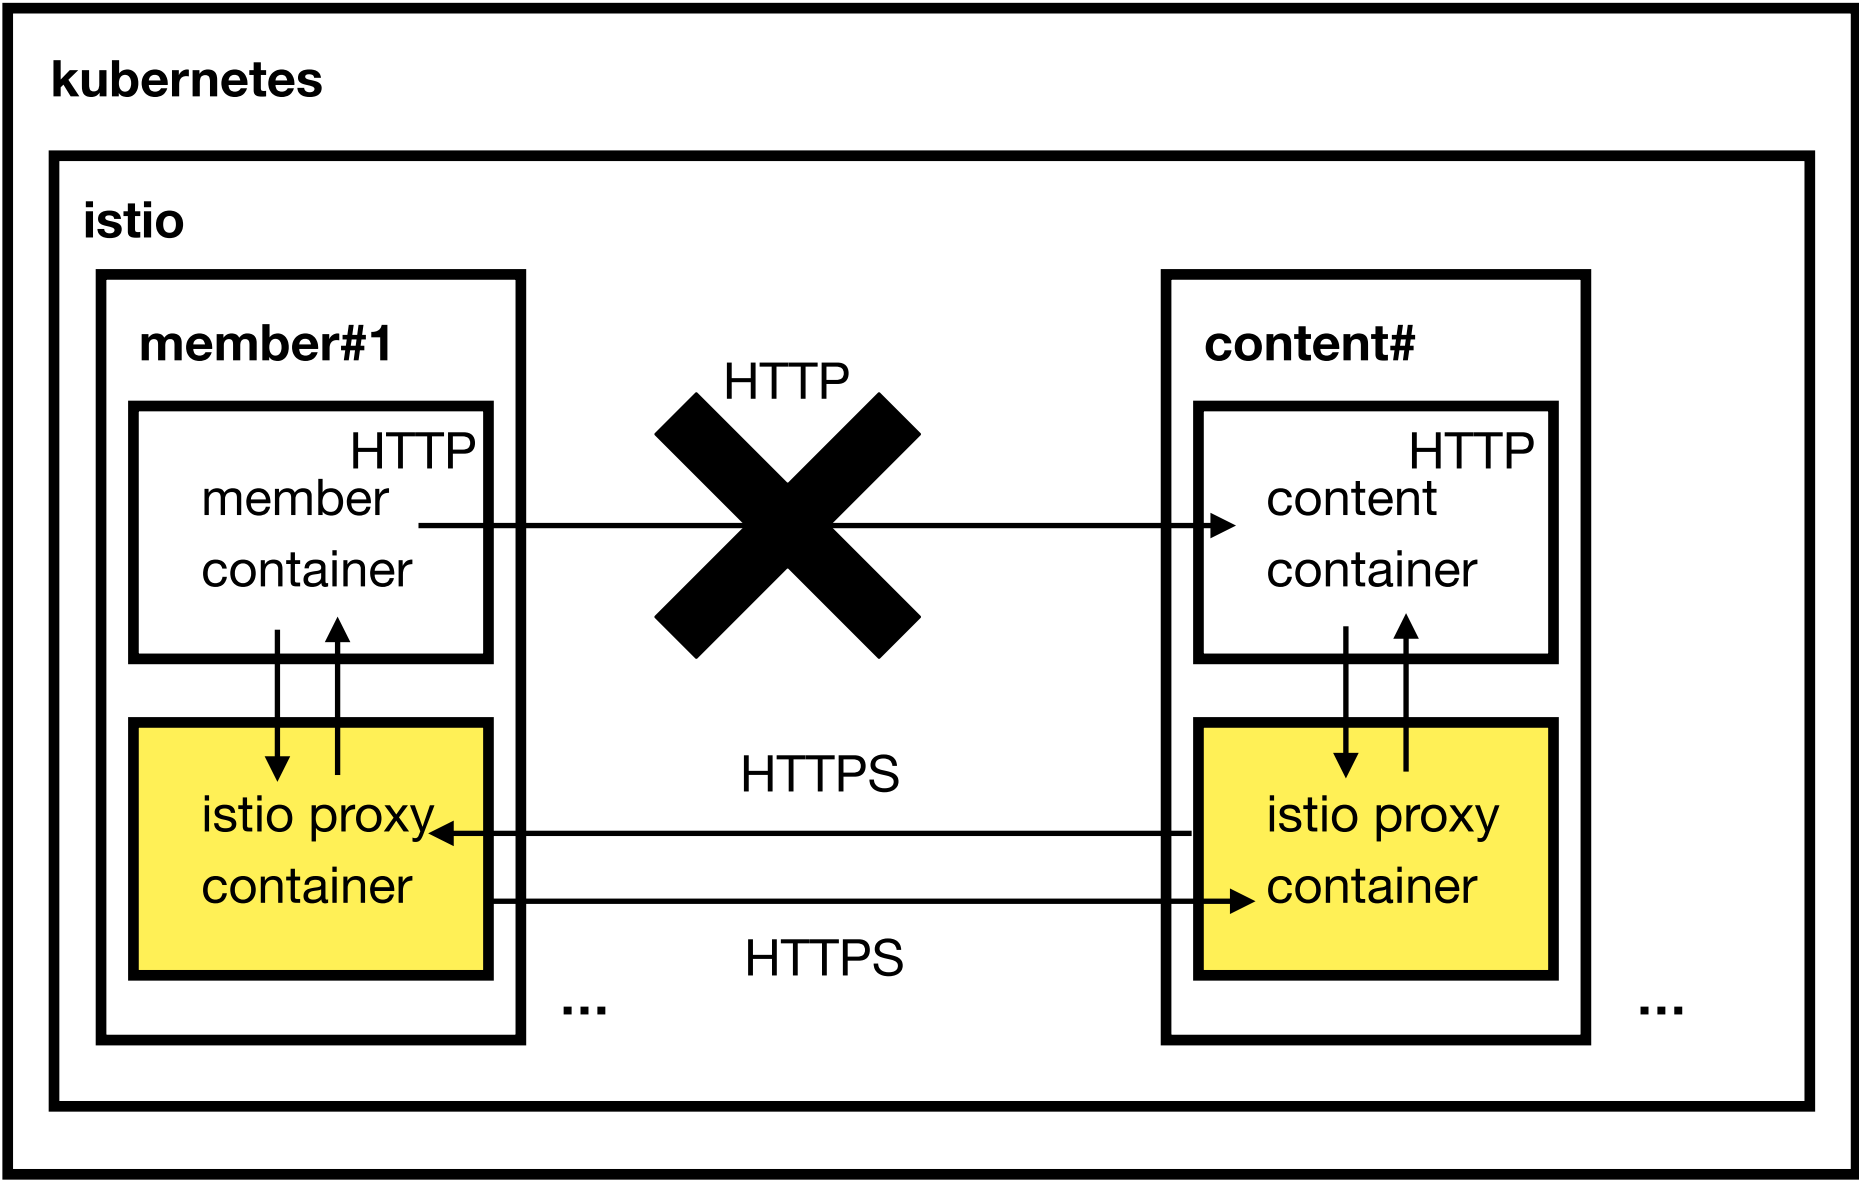 kubernetes
istio
member#1
content#
HTTP
HTTP
member
container
HTTP
content
container
HTTPS
istio proxy
container
istio proxy
container
HTTPS
...
...